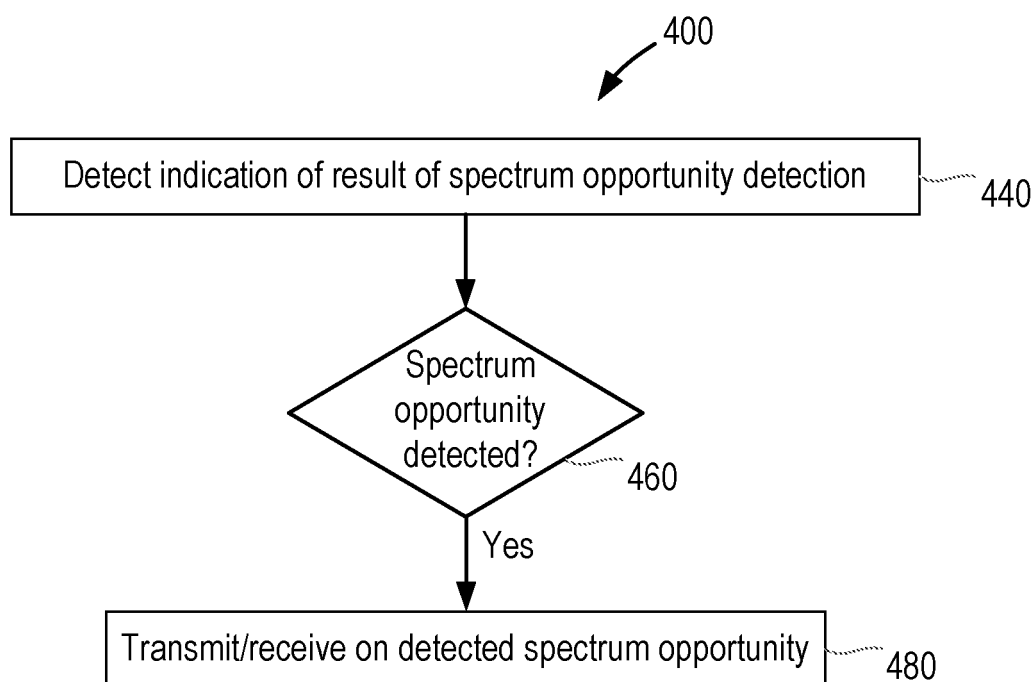 400
Detect indication of result of spectrum opportunity detection
440
Spectrum
opportunity
detected?
460
Yes
Transmit/receive on detected spectrum opportunity
480